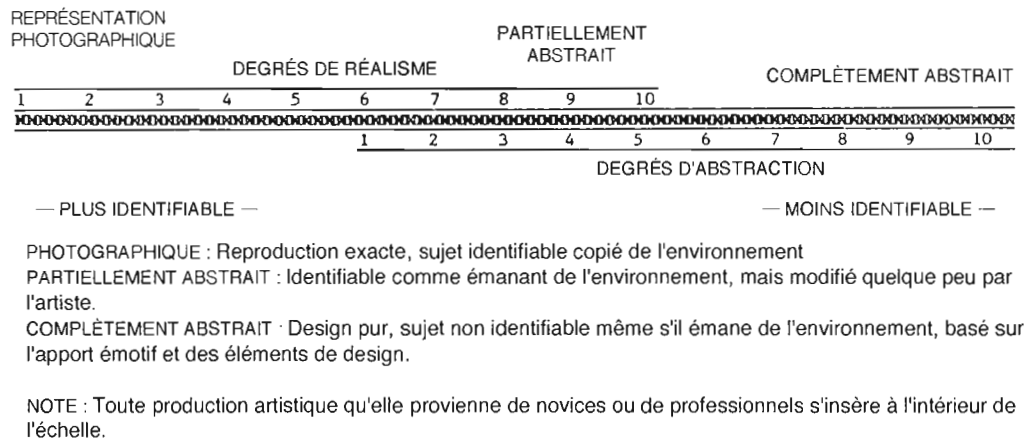 REPRÉSENTATION
PHOTOGRAPHIQUE
PARTIELLEMENT
ABSTRAIT
DEGRÉS DE RÉALISME
COMPLÈTEMENT ABSTRAIT
1 2 3 4 5 6 7 8 9 10
1 2 3 4 5 6 7 8 9 10
DEGRÉS D'ABSTRACTION
— PLUS IDENTIFIABLE — — MOINS IDENTIFIABLE —
PHOTOGRAPHIQUE : Reproduction exacte, sujet identifiable copié de l'environnement
PARTIELLEMENT ABSTRAIT : Identifiable comme émanant de l'environnement, mais modifié quelque peu par
l'artiste.
COMPLÈTEMENT ABSTRAIT : Design pur, sujet non identifiable même s'il émane de l'environnement, basé sur
l'apport émotif et des éléments de design.
NOTE : Toute production artistique qu'elle provienne de novices ou de professionnels s'insère à l'intérieur de
l'échelle.